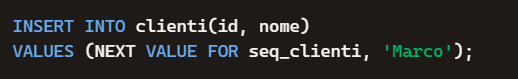 INSERT INTO clienti(id, nome)
VALUES (NEXT VALUE FOR seq_clienti, 'Marco');